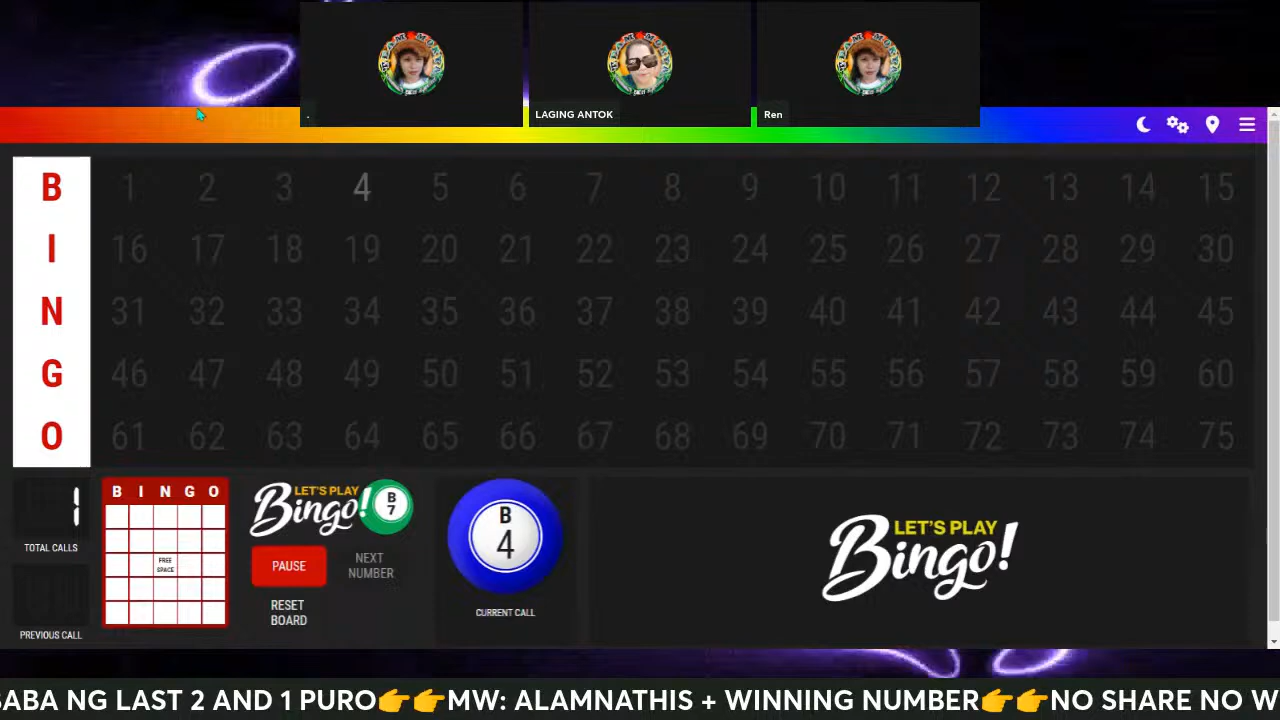 .
LAGING ANTOK
Ren
B 1 2 3 4 5 6 7 8 9 10 11 12 13 14 15
I 16 17 18 19 20 21 22 23 24 25 26 27 28 29 30
N 31 32 33 34 35 36 37 38 39 40 41 42 43 44 45
G 46 47 48 49 50 51 52 53 54 55 56 57 58 59 60
O 61 62 63 64 65 66 67 68 69 70 71 72 73 74 75
1
TOTAL CALLS
PREVIOUS CALL
B I N G O
FREE
SPACE
LET'S PLAY
Bingo!
B
7
PAUSE
NEXT
NUMBER
RESET
BOARD
B
4
CURRENT CALL
LET'S PLAY
Bingo!
BABA NG LAST 2 AND 1 PURO👉👉MW: ALAMNATHIS + WINNING NUMBER👉👉NO SHARE NO W